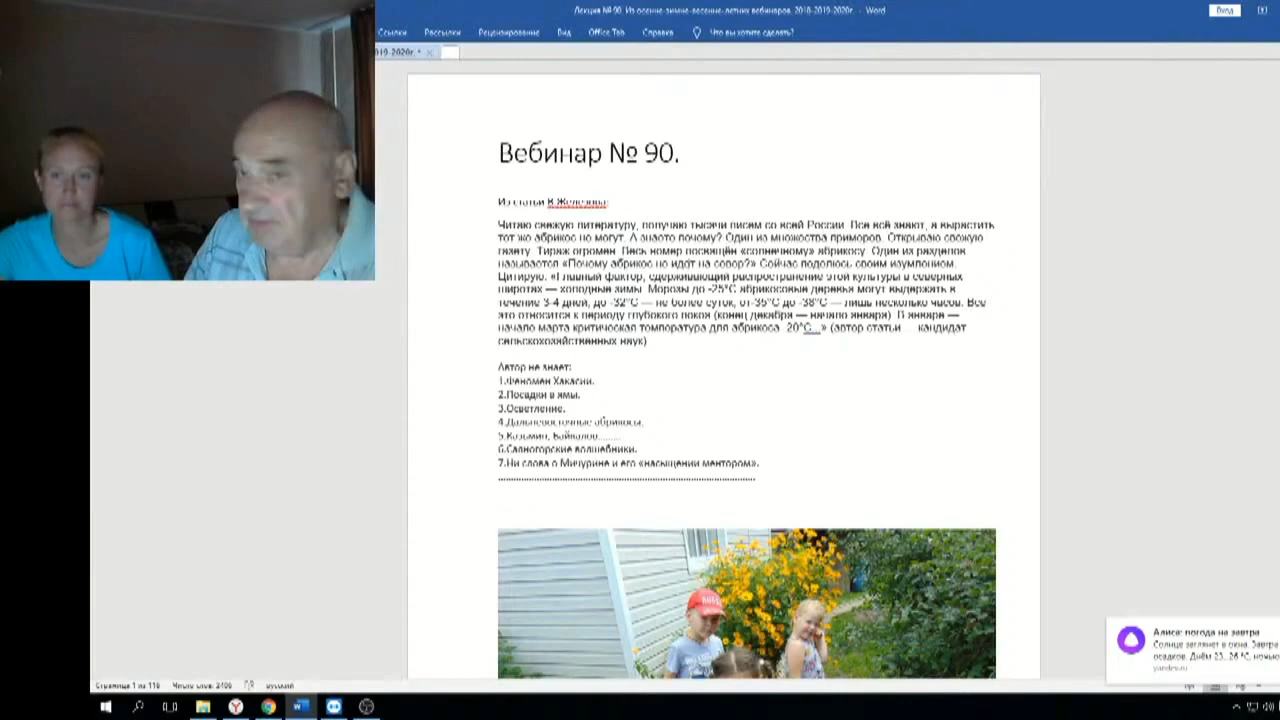 Лекция № 90. Из осенне-зимне-весенне-летних вебинаров. 2018-2019-2020г. - Word
Вход
Ссылки Рассылки Рецензирование Вид Office Tab Справка Что вы хотите сделать?
019-2020г. *
Вебинар № 90.
Из статьи В.Железова:
Читаю свежую литературу, получаю тысячи писем со всей России. Все всё знают, а вырастить
тот же абрикос не могут. А знаете почему? Один из множества примеров. Открываю свежую
газету. Тираж огромен. Весь номер посвящён «солнечному» абрикосу. Один из разделов
называется «Почему абрикос не идёт на север?» Сейчас поделюсь своим изумлением.
Цитирую: «Главный фактор, сдерживающий распространение этой культуры в северных
широтах — холодные зимы. Морозы до -25°С абрикосовые деревья могут выдержать в
течение 3-4 дней, до -32°С — не более суток, от-35°С до -38°С — лишь несколько часов. Все
это относится к периоду глубокого покоя (конец декабря — начало января). В январе —
начало марта критическая температура для абрикоса 20°С...» (автор статьи кандидат
сельскохозяйственных наук)
Автор не знает:
1.Феномен Хакасии.
2.Посадки в ямы.
3.Осветление.
4.Дальневосточные абрикосы.
5.Казьмин, Байкалов........
6.Саяногорские волшебники.
7.Ни слова о Мичурине и его «насыщении ментором».
Алиса: погода на завтра
Солнце заглянет в окна. Завтра
осадков. Днём 23..26 °С, ночью
yandex.ru
Страница 1 из 116 Число слов: 2406 русский